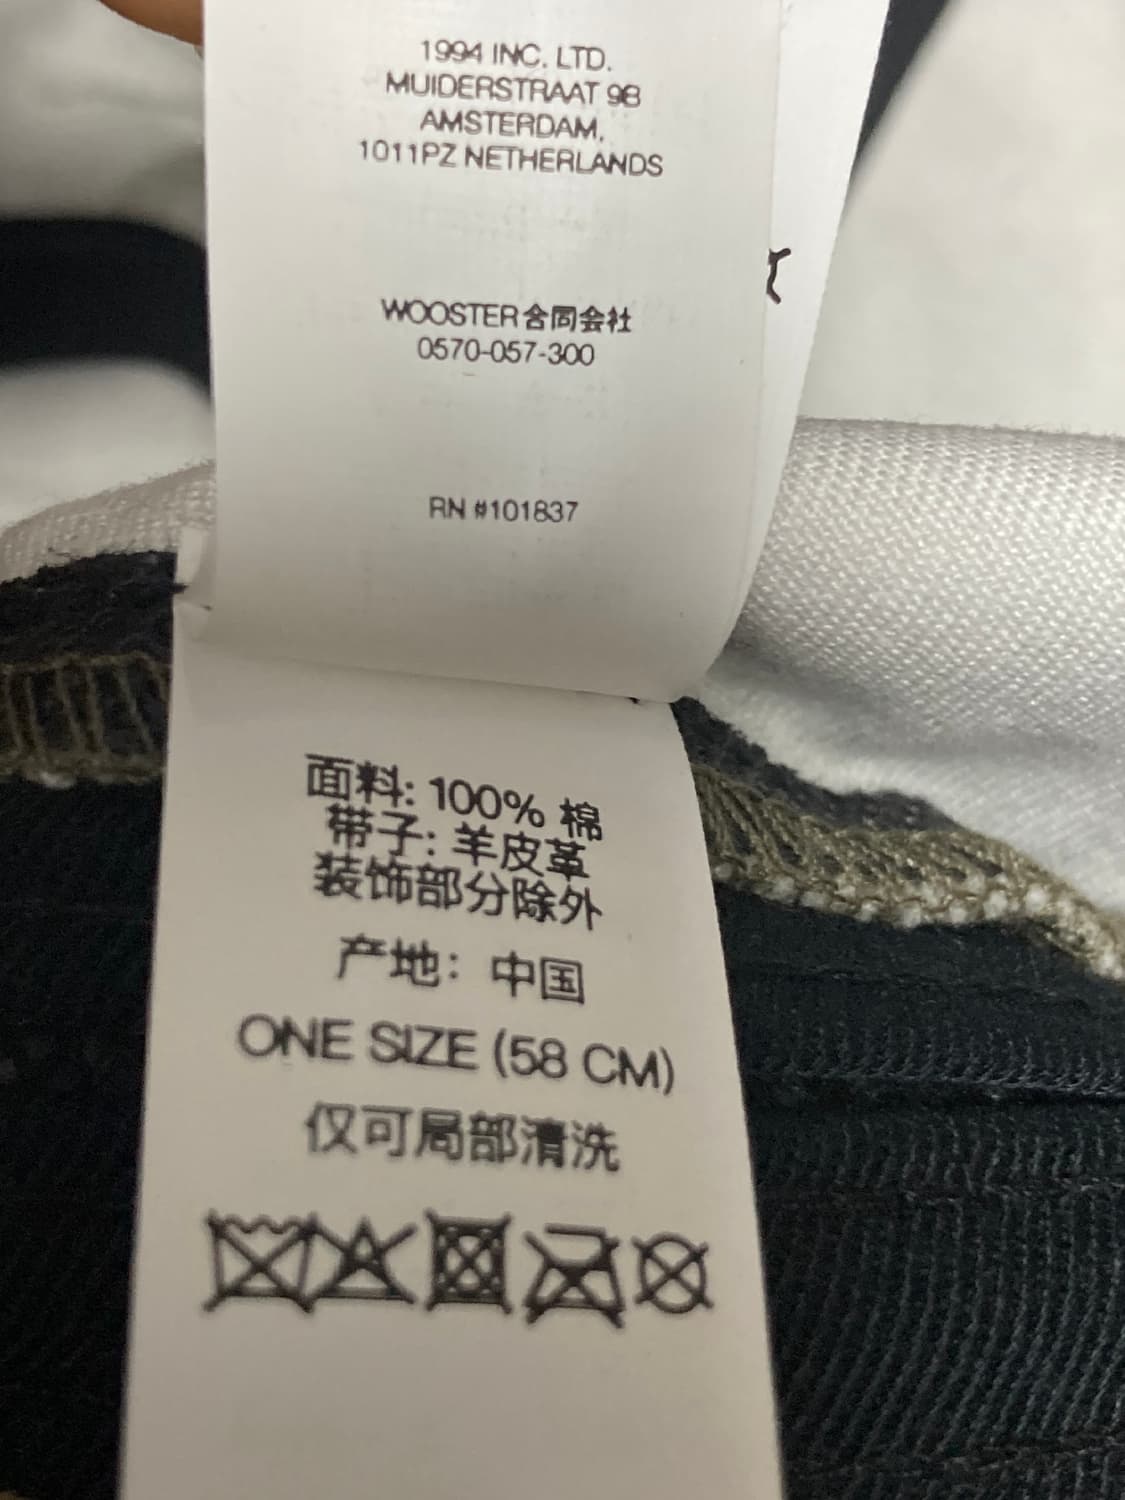 1994 INC. LTD.
MUIDERSTRAAT 9B
AMSTERDAM,
1011PZ NETHERLANDS
WOOSTER合同会社
0570-057-300
RN #101837
面料: 100% 棉
带子: 羊皮革
装饰部分除外
产地: 中国
ONE SIZE (58 CM)
仅可局部清洗